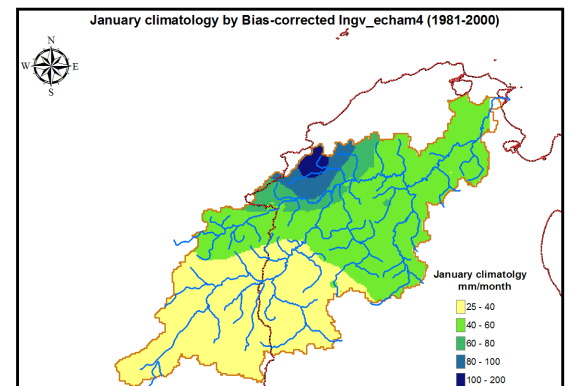 January climatology by Bias-corrected Ingv_echam4 (1981-2000)
N
W
E
S
January climatolgy
mm/month
25 - 40
40 - 60
60 - 80
80 - 100
100 - 200